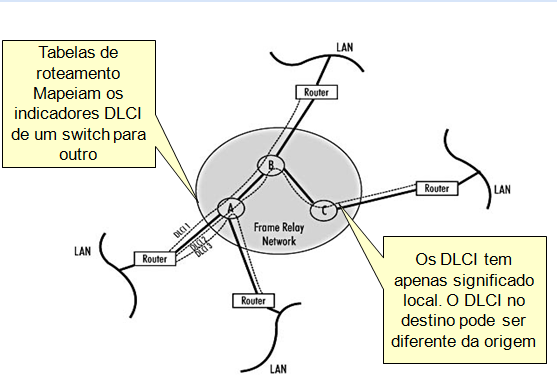 Tabelas de
roteamento
Mapeiam os
indicadores DLCI
de um switch para
outro
LAN
Router
B
Router
LAN
A
C
DLCI 1
DLCI 2
DLCI 3
Frame Relay
Network
LAN
Router
Os DLCI tem
apenas significado
local. O DLCI no
destino pode ser
diferente da origem
Router
LAN